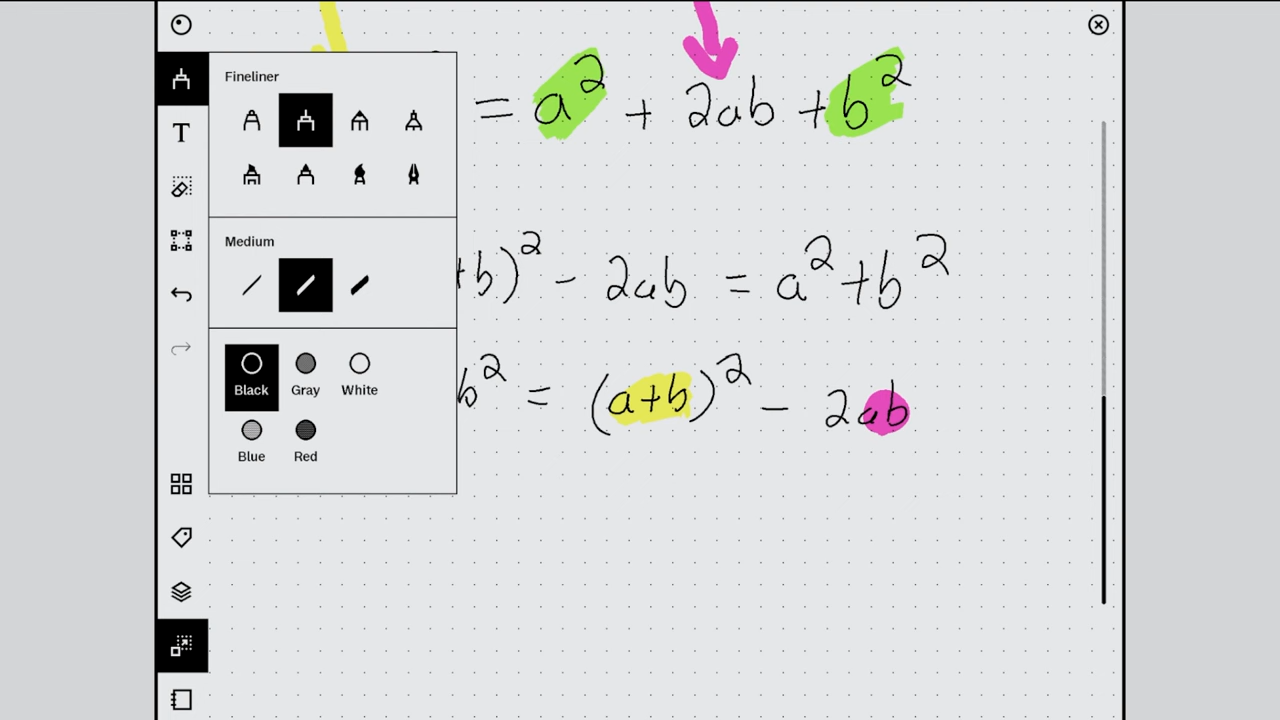 = a² + 2ab + b²
Fineliner
T
Medium
+b)² - 2ab = a² + b²
b² = (a+b)² - 2ab
Black Gray White
Blue Red